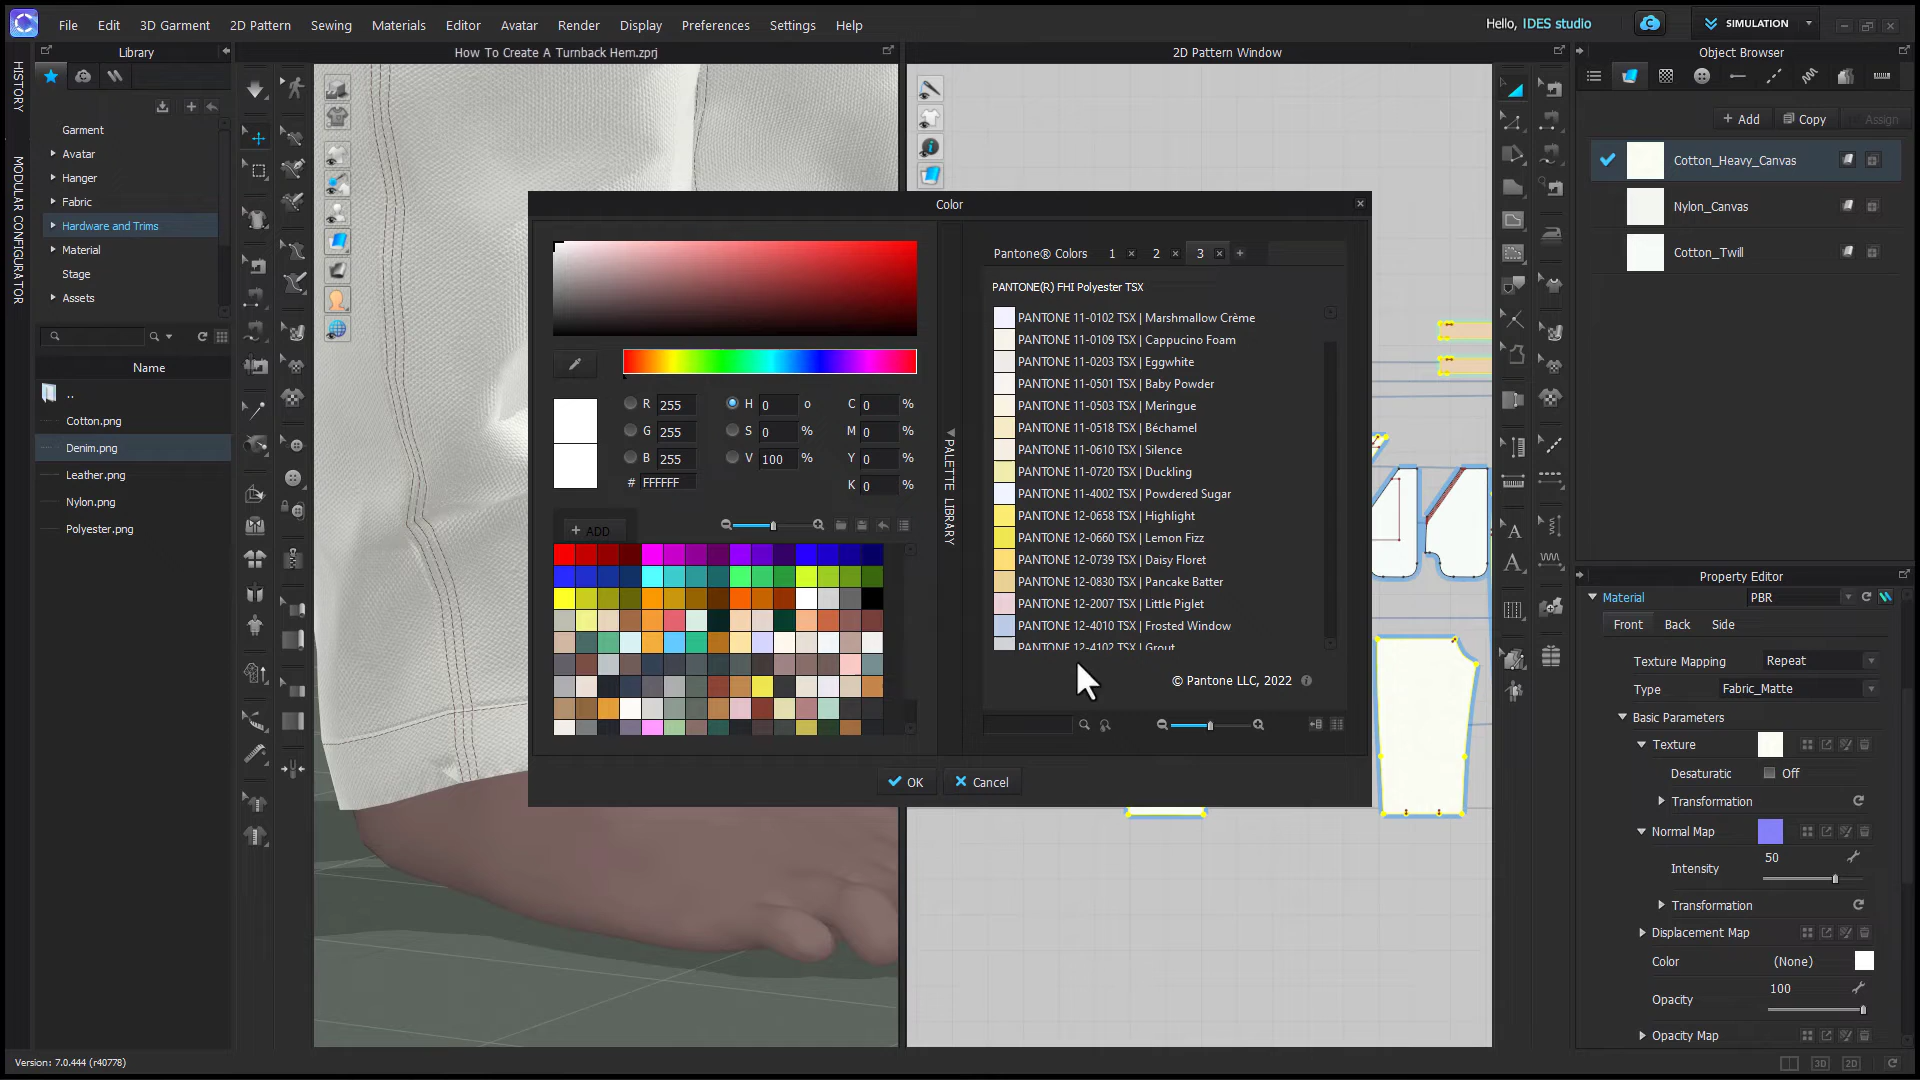 File Edit 3D Garment 2D Pattern Sewing Materials Editor Avatar Render Display Preferences Settings Help
Hello, IDES studio
SIMULATION
Library
How To Create A Turnback Hem.zprj
2D Pattern Window
Object Browser
HISTORY
MODULAR CONFIGURATOR
Garment
Avatar
Hanger
Fabric
Hardware and Trims
Material
Stage
Assets
Name
..
Cotton.png
Denim.png
Leather.png
Nylon.png
Polyester.png
Color
R 255
G 255
B 255
# FFFFFF
H 0 o
S 0 %
V 100 %
C 0 %
M 0 %
Y 0 %
K 0 %
+ ADD
PALETTE LIBRARY
Pantone® Colors 1 2 3
PANTONE(R) FHI Polyester TSX
PANTONE 11-0102 TSX | Marshmallow Crème
PANTONE 11-0109 TSX | Cappucino Foam
PANTONE 11-0203 TSX | Eggwhite
PANTONE 11-0501 TSX | Baby Powder
PANTONE 11-0503 TSX | Meringue
PANTONE 11-0518 TSX | Béchamel
PANTONE 11-0610 TSX | Silence
PANTONE 11-0720 TSX | Duckling
PANTONE 11-4002 TSX | Powdered Sugar
PANTONE 12-0658 TSX | Highlight
PANTONE 12-0660 TSX | Lemon Fizz
PANTONE 12-0739 TSX | Daisy Floret
PANTONE 12-0830 TSX | Pancake Batter
PANTONE 12-2007 TSX | Little Piglet
PANTONE 12-4010 TSX | Frosted Window
PANTONE 12-4102 TSX | Grout
© Pantone LLC, 2022
OK
Cancel
+ Add Copy Assign
Cotton_Heavy_Canvas
Nylon_Canvas
Cotton_Twill
Property Editor
Material PBR
Front Back Side
Texture Mapping Repeat
Type Fabric_Matte
Basic Parameters
Texture
Desaturatic Off
Transformation
Normal Map
50
Intensity
Transformation
Displacement Map
Color (None)
100
Opacity
Opacity Map
Version: 7.0.444 (r40778)
3D 2D